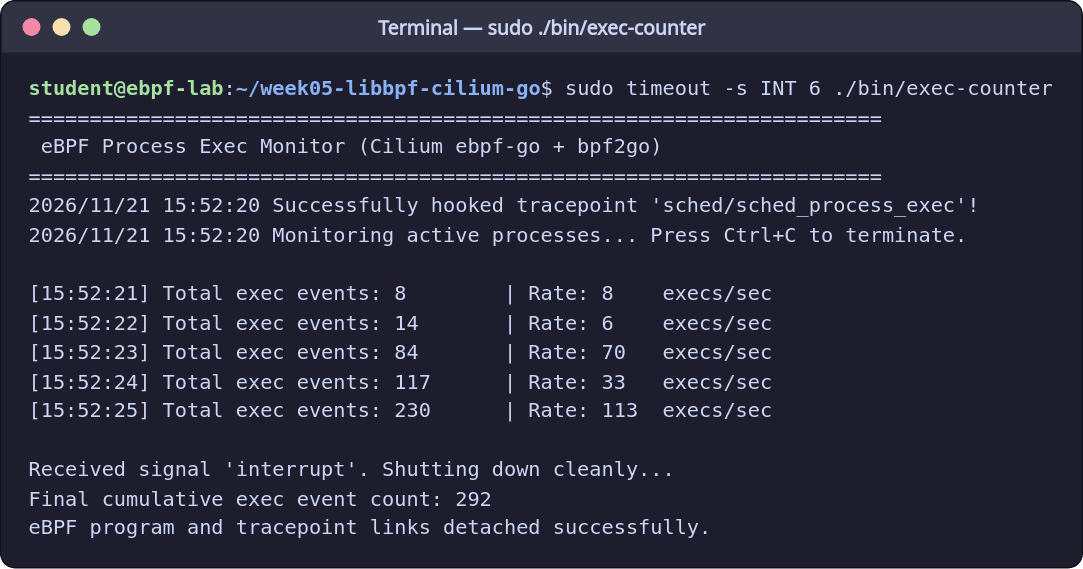 Terminal — sudo ./bin/exec-counter
student@ebpf-lab:~/week05-libbpf-cilium-go$ sudo timeout -s INT 6 ./bin/exec-counter
======================================================================
 eBPF Process Exec Monitor (Cilium ebpf-go + bpf2go)
======================================================================
2026/11/21 15:52:20 Successfully hooked tracepoint 'sched/sched_process_exec'!
2026/11/21 15:52:20 Monitoring active processes... Press Ctrl+C to terminate.
[15:52:21] Total exec events: 8        | Rate: 8    execs/sec
[15:52:22] Total exec events: 14       | Rate: 6    execs/sec
[15:52:23] Total exec events: 84       | Rate: 70   execs/sec
[15:52:24] Total exec events: 117      | Rate: 33   execs/sec
[15:52:25] Total exec events: 230      | Rate: 113  execs/sec
Received signal 'interrupt'. Shutting down cleanly...
Final cumulative exec event count: 292
eBPF program and tracepoint links detached successfully.